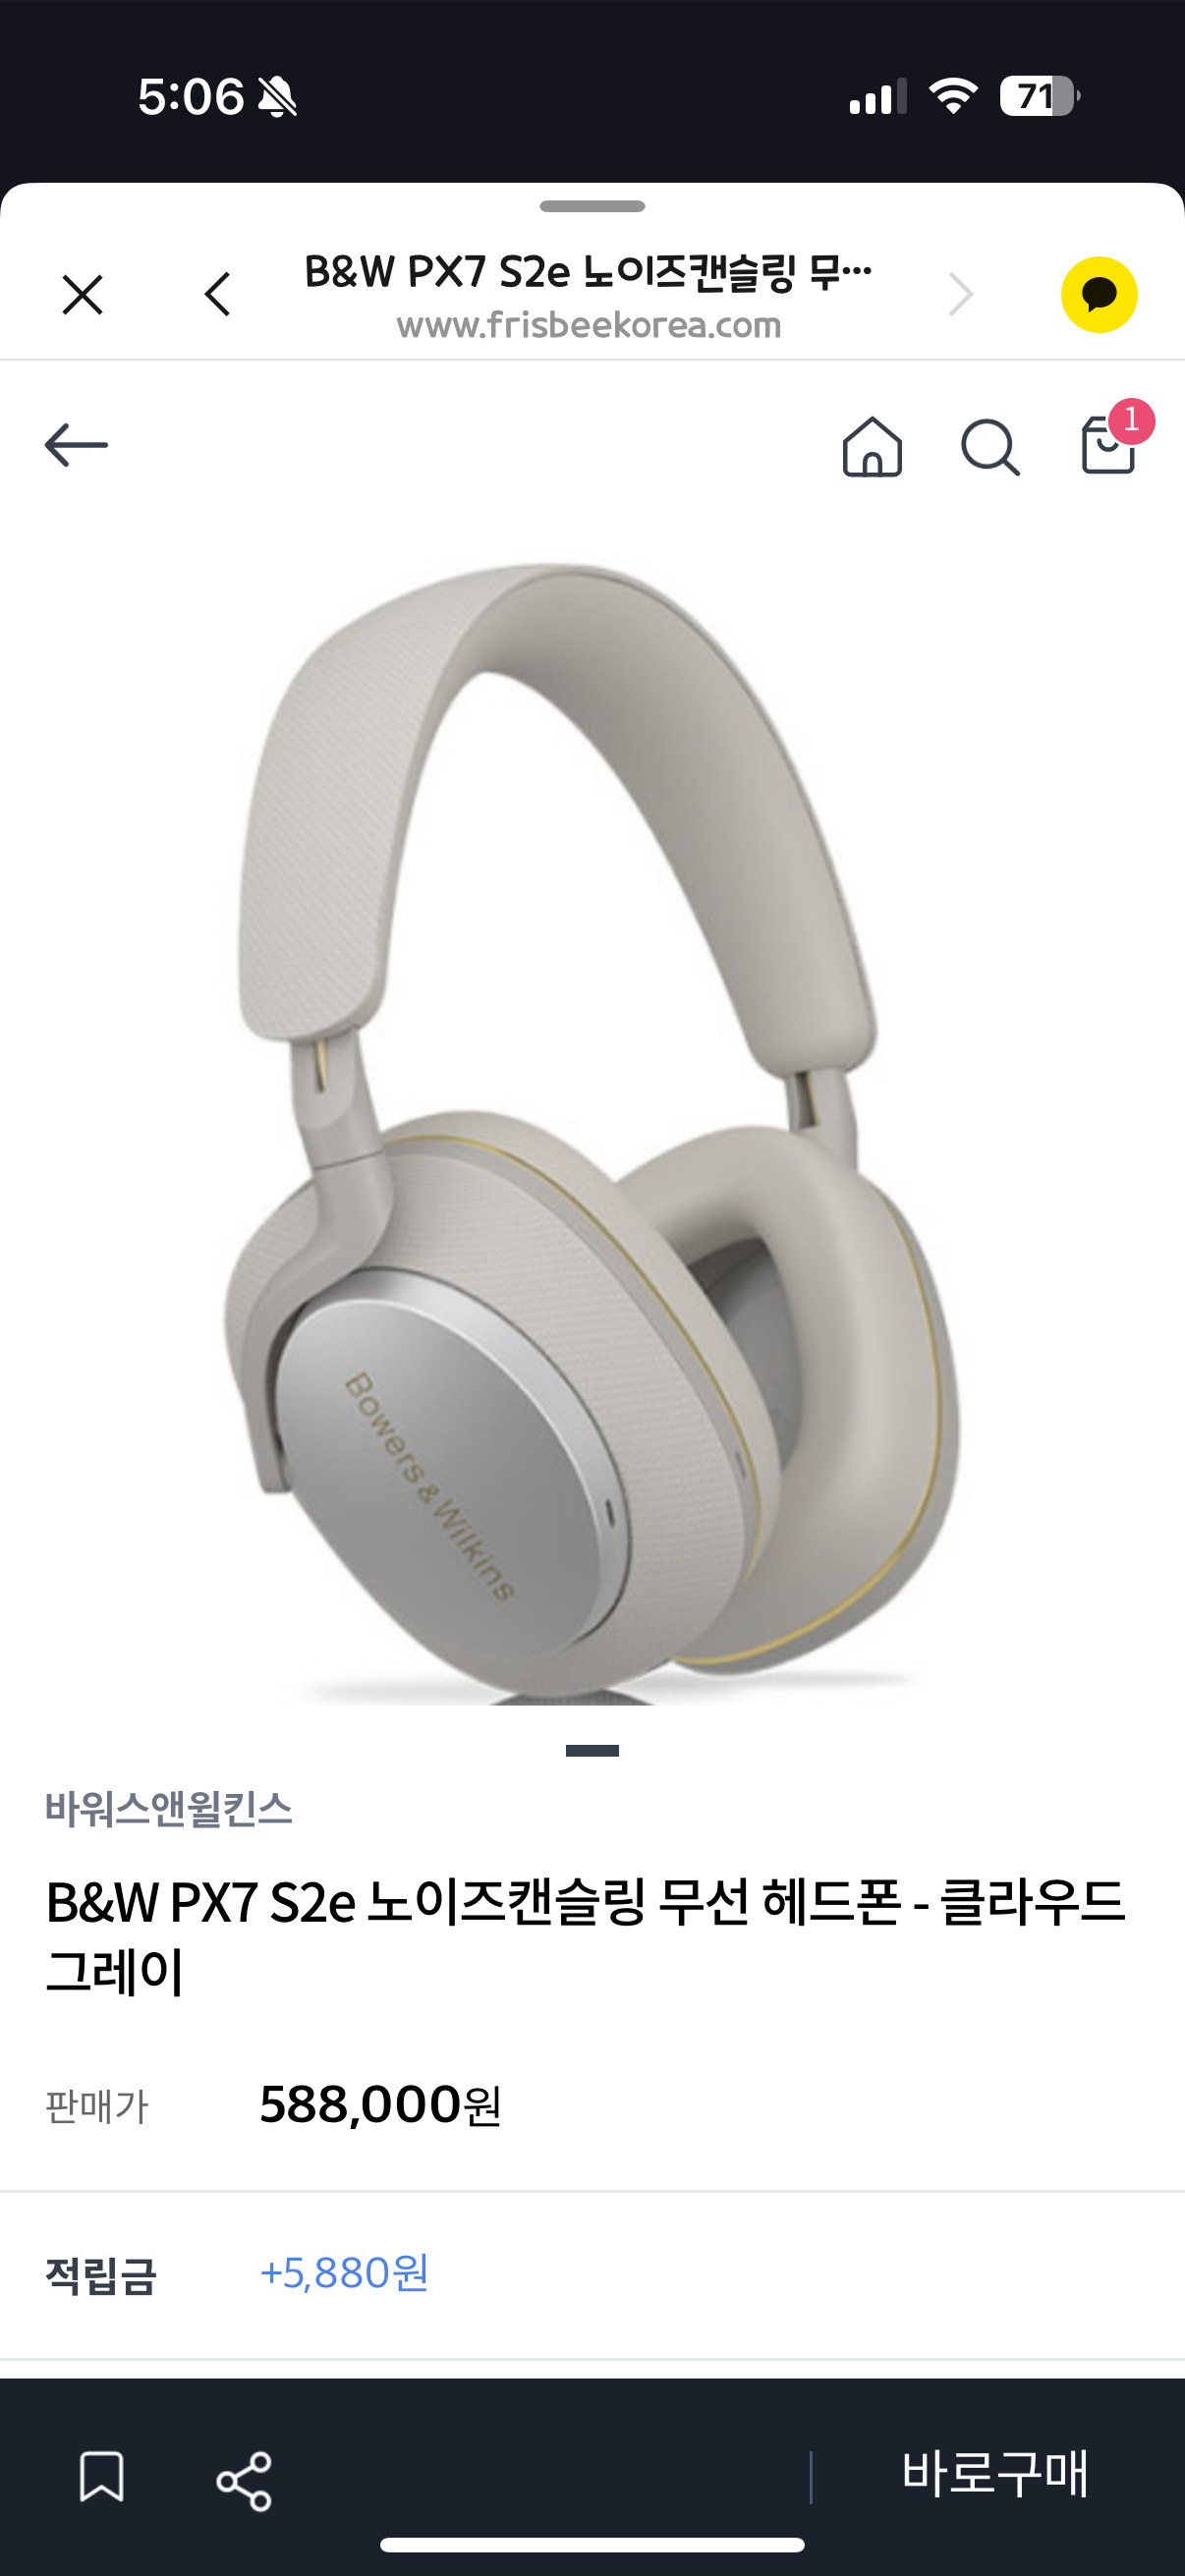 5:06
71
B&W PX7 S2e 노이즈캔슬링 무…
www.frisbeekorea.com
1
Bowers & Wilkins
바워스앤윌킨스
B&W PX7 S2e 노이즈캔슬링 무선 헤드폰 - 클라우드
그레이
판매가 588,000원
적립금 +5,880원
바로구매